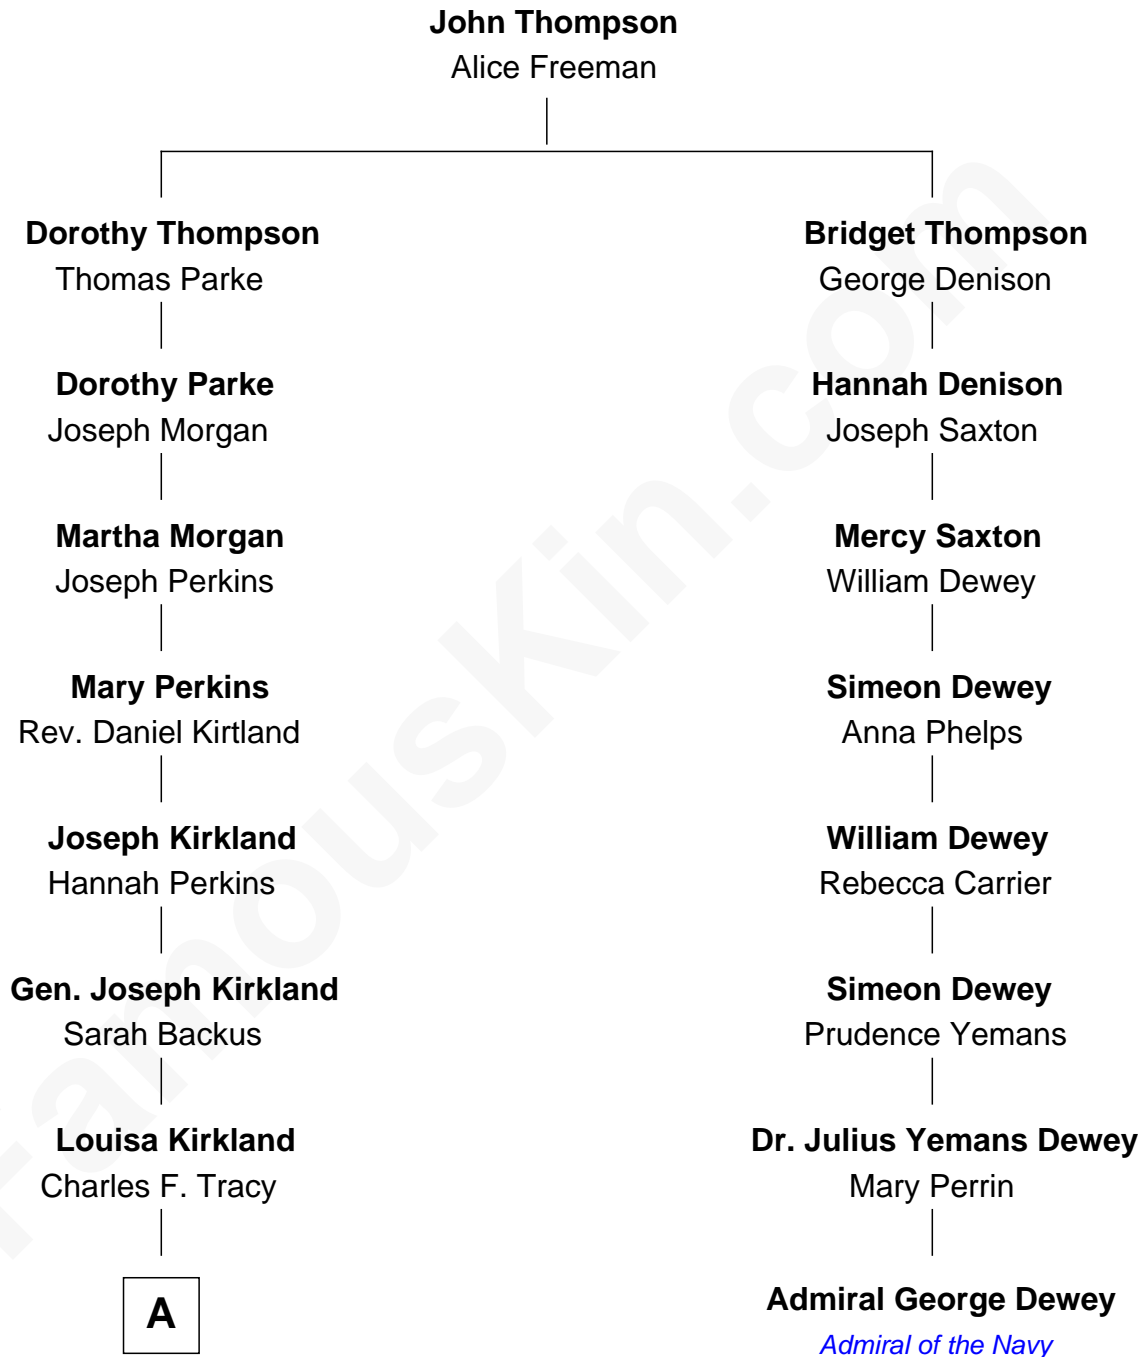 John Thompson
Alice Freeman
Dorothy Thompson
Thomas Parke
Bridget Thompson
George Denison
Dorothy Parke
Joseph Morgan
Hannah Denison
Joseph Saxton
Martha Morgan
Joseph Perkins
Mercy Saxton
William Dewey
Mary Perkins
Rev. Daniel Kirtland
Simeon Dewey
Anna Phelps
Joseph Kirkland
Hannah Perkins
William Dewey
Rebecca Carrier
Gen. Joseph Kirkland
Sarah Backus
Simeon Dewey
Prudence Yemans
Louisa Kirkland
Charles F. Tracy
Dr. Julius Yemans Dewey
Mary Perrin
A
Admiral George Dewey
Admiral of the Navy
FamousKin.com